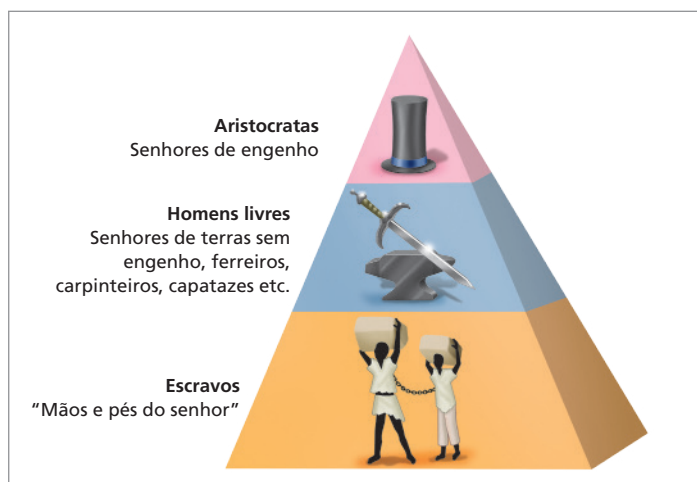 Aristocratas
Senhores de engenho
Homens livres
Senhores de terras sem
engenho, ferreiros,
carpinteiros, capatazes etc.
Escravos
"Mãos e pés do senhor"